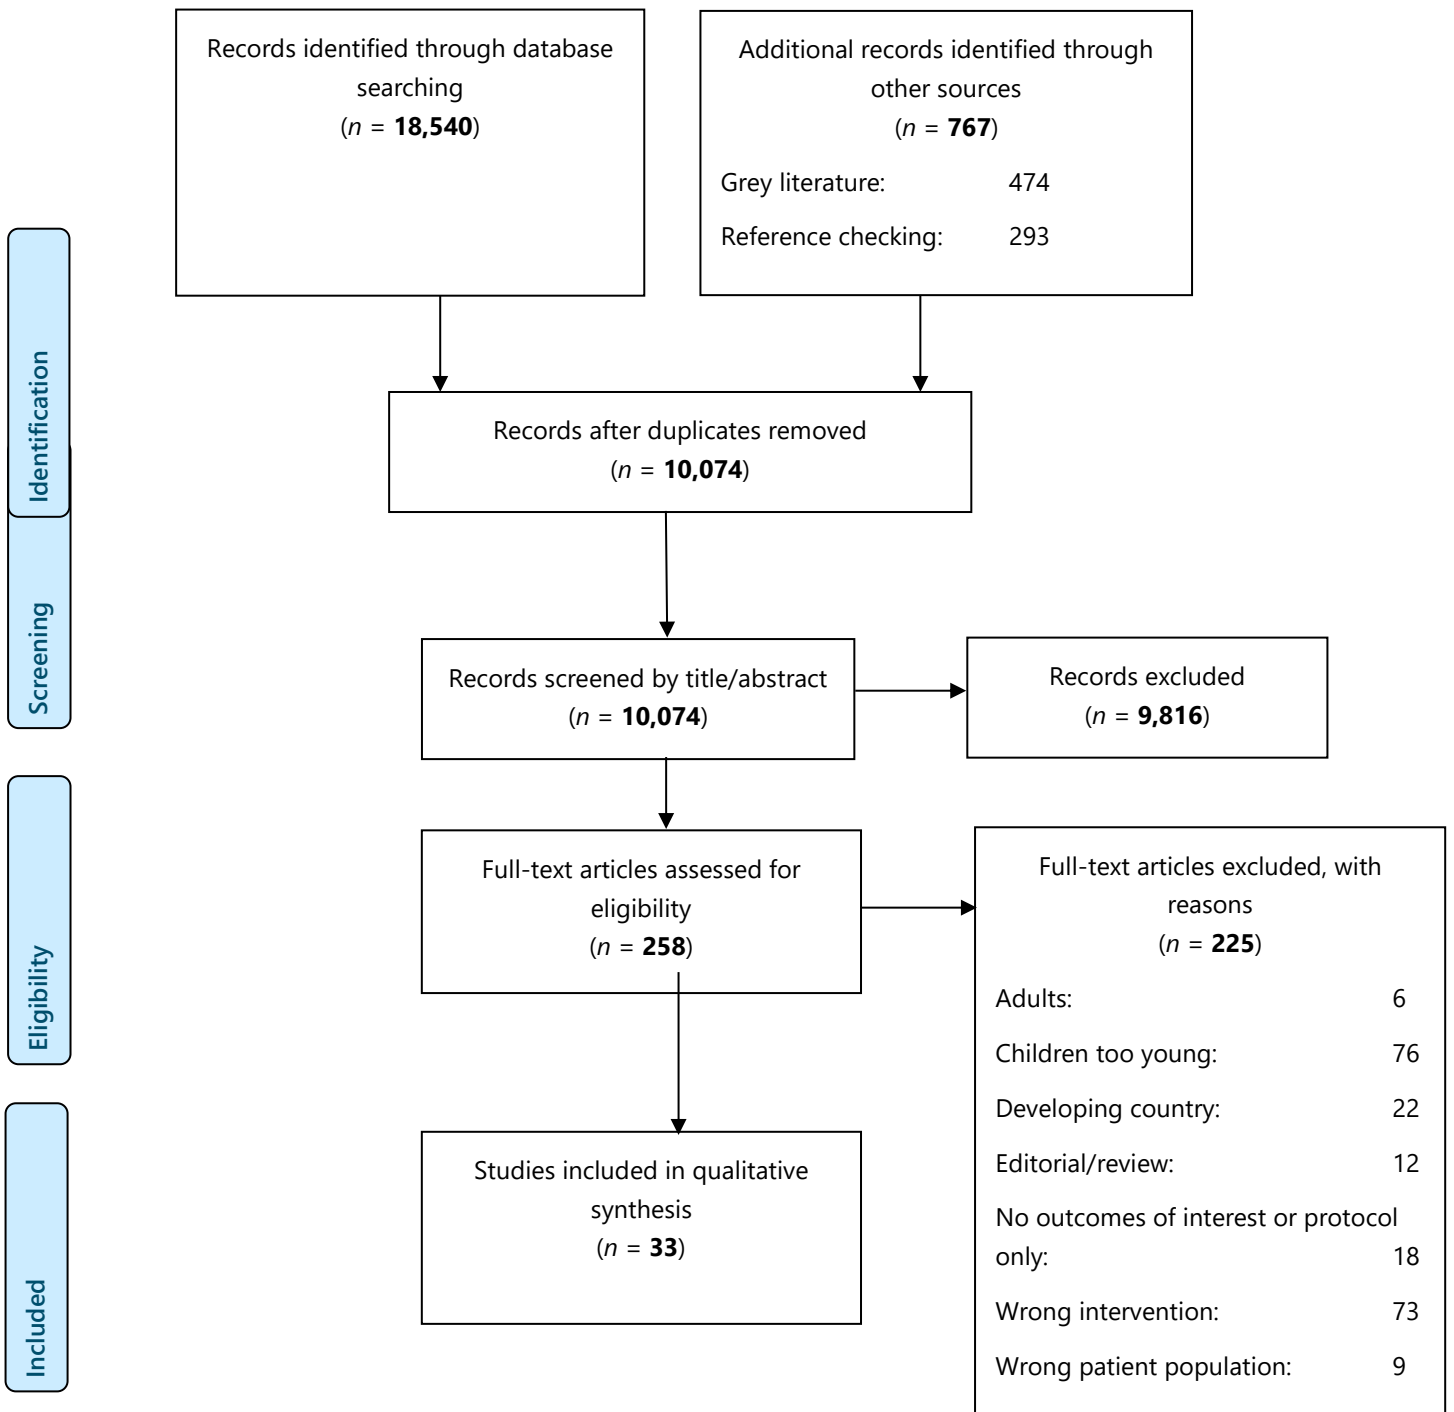 Records identified through database
searching
(n = 18,540)
Additional records identified through
other sources
(n = 767)
Grey literature: 474
Reference checking: 293
Identification
Records after duplicates removed
(n = 10,074)
Screening
Records screened by title/abstract
(n = 10,074)
Records excluded
(n = 9,816)
Eligibility
Full-text articles assessed for
eligibility
(n = 258)
Full-text articles excluded, with
reasons
(n = 225)
Adults: 6
Children too young: 76
Developing country: 22
Editorial/review: 12
No outcomes of interest or protocol
only: 18
Wrong intervention: 73
Wrong patient population: 9
Included
Studies included in qualitative
synthesis
(n = 33)